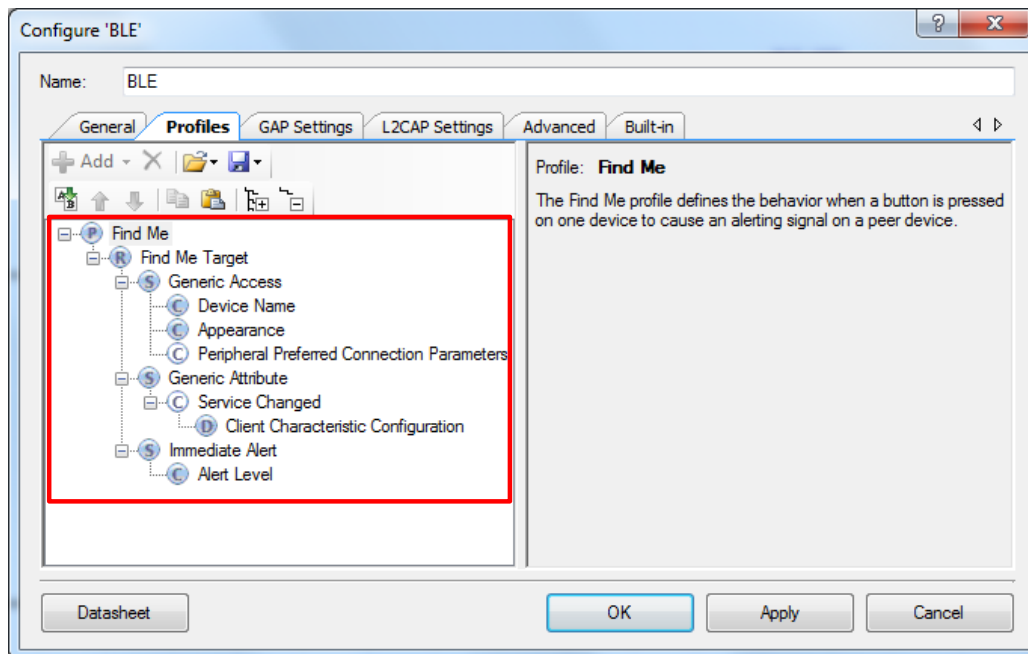 Configure 'BLE'
Name: BLE
General Profiles GAP Settings L2CAP Settings Advanced Built-in
Add
Profile: Find Me
The Find Me profile defines the behavior when a button is pressed
on one device to cause an alerting signal on a peer device.
P Find Me
R Find Me Target
S Generic Access
C Device Name
C Appearance
C Peripheral Preferred Connection Parameters
S Generic Attribute
C Service Changed
D Client Characteristic Configuration
S Immediate Alert
C Alert Level
Datasheet OK Apply Cancel